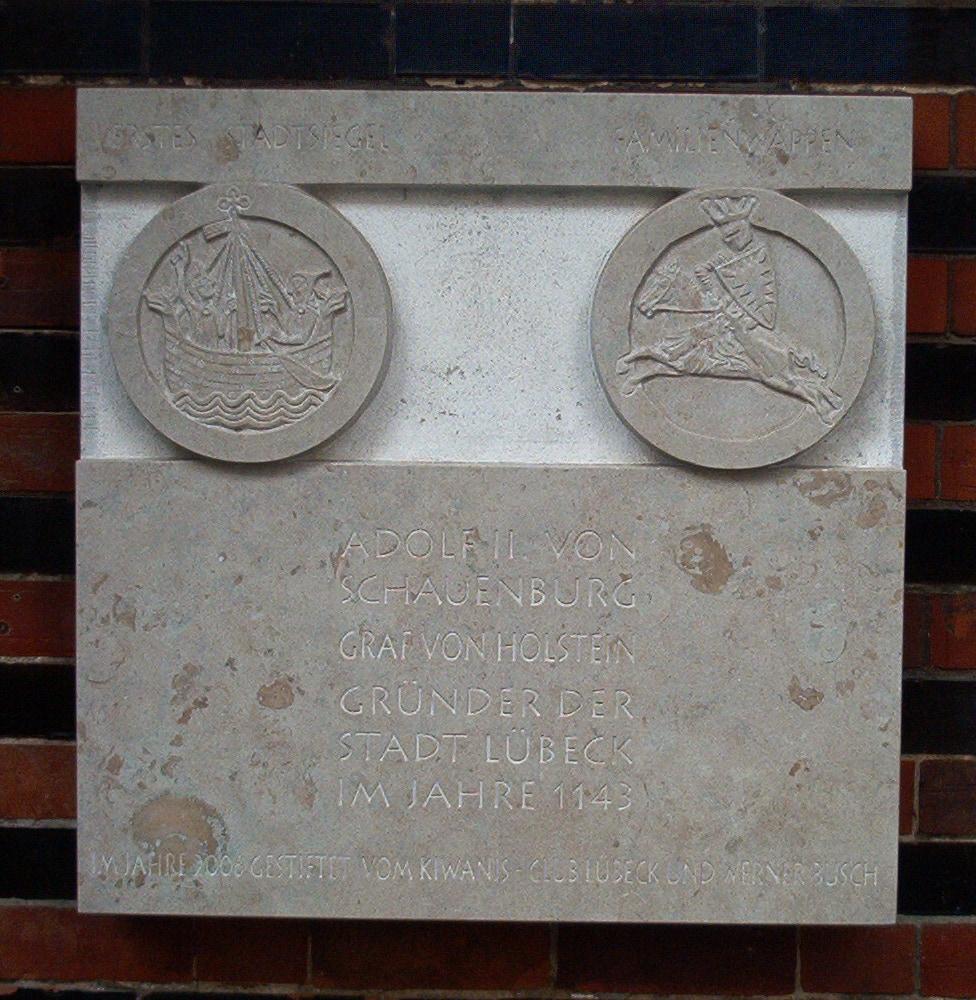 ERSTES STADTSIEGEL
FAMILIENWAPPEN
ADOLF II. VON
SCHAUENBURG
GRAF VON HOLSTEIN
GRÜNDER DER
STADT LÜBECK
IM JAHRE 1143
IM JAHRE 2006 GESTIFTET VOM KIWANIS-CLUB LÜBECK UND WERNER BUSCH